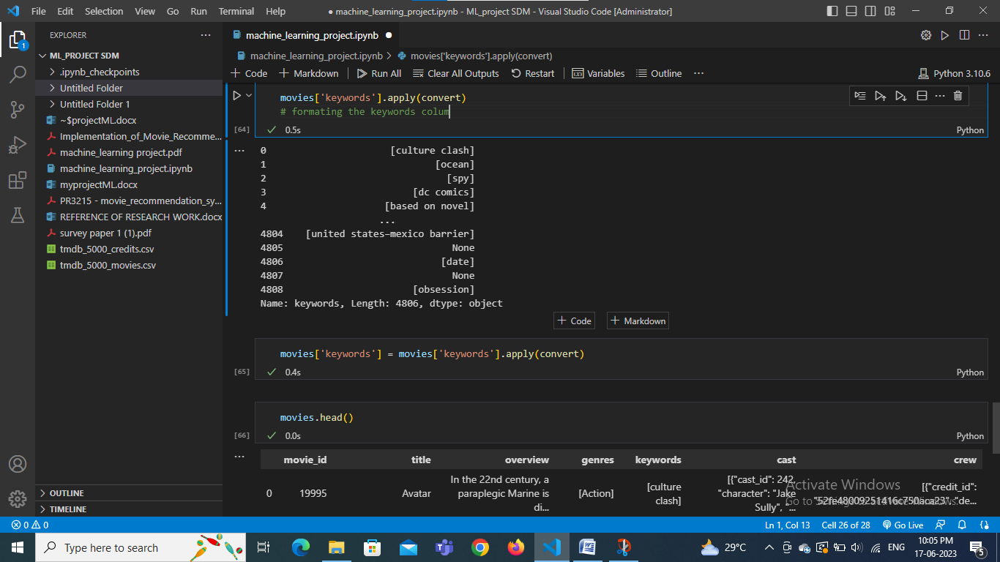 File Edit Selection View Go Run Terminal Help
● machine_learning_project.ipynb - ML_project SDM - Visual Studio Code [Administrator]
EXPLORER
ML_PROJECT SDM
.ipynb_checkpoints
Untitled Folder
Untitled Folder 1
~$projectML.docx
Implementation_of_Movie_Recomme...
machine_learning project.pdf
machine_learning_project.ipynb
myprojectML.docx
PR3215 - movie_recommendation_sy...
REFERENCE OF RESEARCH WORK.docx
survey paper 1 (1).pdf
tmdb_5000_credits.csv
tmdb_5000_movies.csv
OUTLINE
TIMELINE
1
machine_learning_project.ipynb ●
machine_learning_project.ipynb > movies['keywords'].apply(convert)
+ Code + Markdown Run All Clear All Outputs Restart Variables Outline ... Python 3.10.6
movies['keywords'].apply(convert)
# formating the keywords colum
[64] 0.5s Python
0 [culture clash]
1 [ocean]
2 [spy]
3 [dc comics]
4 [based on novel]
...
4804 [united states–mexico barrier]
4805 None
4806 [date]
4807 None
4808 [obsession]
Name: keywords, Length: 4806, dtype: object
+ Code + Markdown
movies['keywords'] = movies['keywords'].apply(convert)
[65] 0.4s Python
movies.head()
[66] 0.0s Python
movie_id title overview genres keywords cast crew
0 19995 Avatar In the 22nd century, a paraplegic Marine is di... [Action] [culture clash] [{"cast_id": 242, "character": "Jake Sully", "... [{"credit_id": "52fe48009251416c750aca23", "de...
Activate Windows
Go to Settings to activate Windows.
0 0 Ln 1, Col 13 Cell 26 of 28 Go Live
Type here to search
29°C ENG 10:05 PM
17-06-2023
5